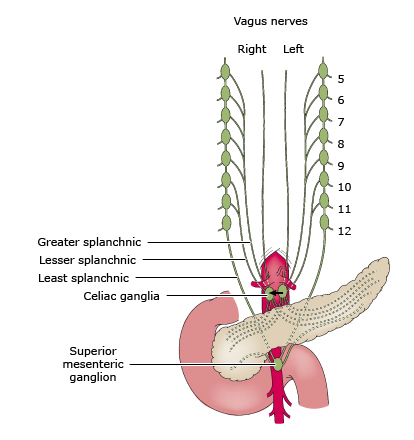 Vagus nerves
Right Left
5
6
7
8
9
10
11
12
Greater splanchnic
Lesser splanchnic
Least splanchnic
Celiac ganglia
Superior
mesenteric
ganglion